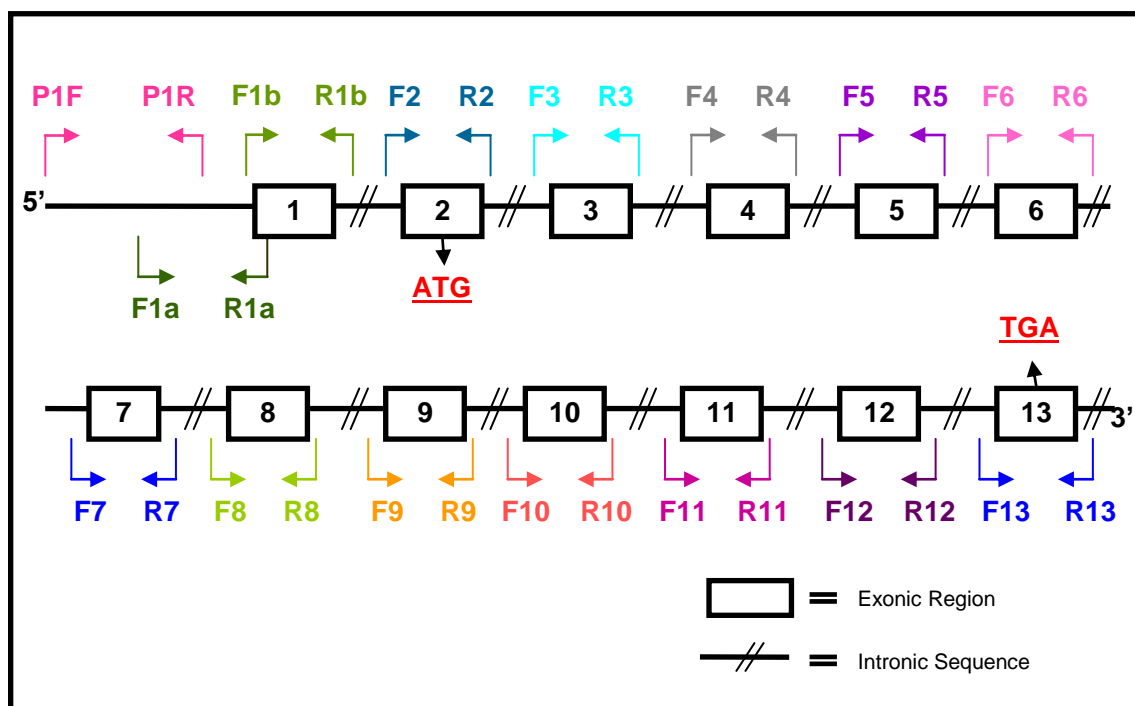 P1F P1R F1b R1b F2 R2 F3 R3 F4 R4 F5 R5 F6 R6
5’ 1 2 3 4 5 6
F1a R1a ATG
TGA
7 8 9 10 11 12 13 3’
F7 R7 F8 R8 F9 R9 F10 R10 F11 R11 F12 R12 F13 R13
= Exonic Region
= Intronic Sequence